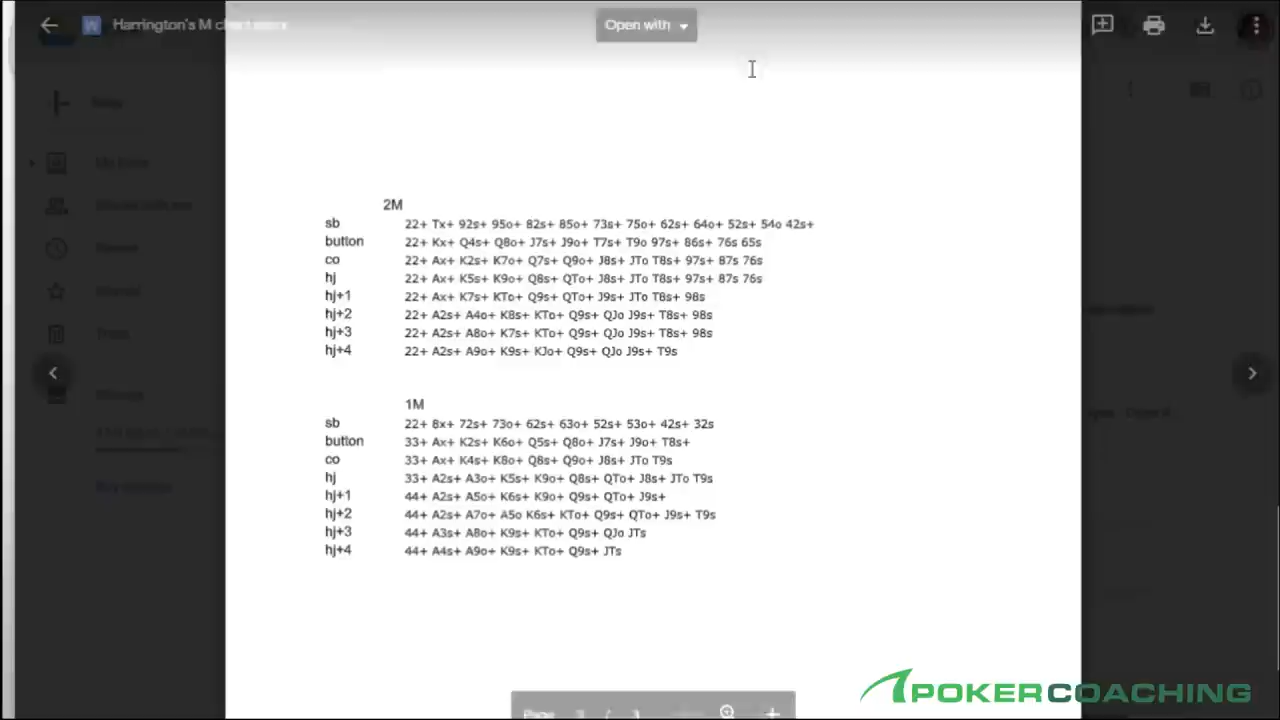 Harrington's M
Open with
2M
sb 22+ Tx+ 92s+ 95o+ 82s+ 85o+ 73s+ 75o+ 62s+ 64o+ 52s+ 54o 42s+
button 22+ Kx+ Q4s+ Q8o+ J7s+ J9o+ T7s+ T9o 97s+ 86s+ 76s 65s
co 22+ Ax+ K2s+ K7o+ Q7s+ Q9o+ J8s+ JTo T8s+ 97s+ 87s 76s
hj 22+ Ax+ K5s+ K9o+ Q8s+ QTo+ J8s+ JTo T8s+ 97s+ 87s 76s
hj+1 22+ Ax+ K7s+ KTo+ Q9s+ QTo+ J9s+ JTo T8s+ 98s
hj+2 22+ A2s+ A4o+ K8s+ KTo+ Q9s+ QJo J9s+ T8s+ 98s
hj+3 22+ A2s+ A8o+ K7s+ KTo+ Q9s+ QJo J9s+ T8s+ 98s
hj+4 22+ A2s+ A9o+ K9s+ KJo+ Q9s+ QJo J9s+ T9s
1M
sb 22+ 8x+ 72s+ 73o+ 62s+ 63o+ 52s+ 53o+ 42s+ 32s
button 33+ Ax+ K2s+ K6o+ Q5s+ Q8o+ J7s+ J9o+ T8s+
co 33+ Ax+ K4s+ K8o+ Q8s+ Q9o+ J8s+ JTo T9s
hj 33+ A2s+ A3o+ K5s+ K9o+ Q8s+ QTo+ J8s+ JTo T9s
hj+1 44+ A2s+ A5o+ K6s+ K9o+ Q9s+ QTo+ J9s+
hj+2 44+ A2s+ A7o+ A5o K6s+ KTo+ Q9s+ QTo+ J9s+ T9s
hj+3 44+ A3s+ A8o+ K9s+ KTo+ Q9s+ QJo JTs
hj+4 44+ A4s+ A9o+ K9s+ KTo+ Q9s+ JTs
Page /
POKERCOACHING